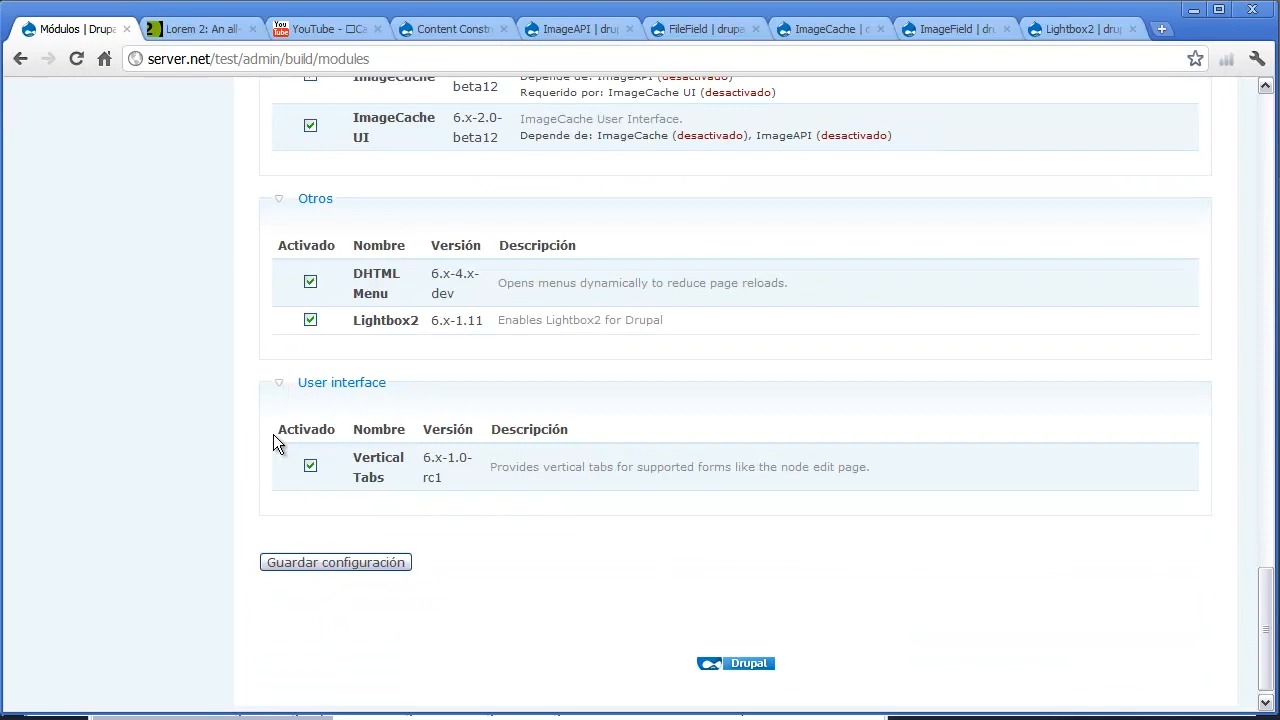 Módulos | Drupa
Lorem 2: An all
YouTube - Ca
Content Constr
ImageAPI | dru
FileField | drupa
ImageCache | d
ImageField | dr
Lightbox2 | dru
server.net/test/admin/build/modules
ImageCache
beta12
Depende de: ImageAPI (desactivado)
Requerido por: ImageCache UI (desactivado)
ImageCache UI
6.x-2.0-beta12
ImageCache User Interface.
Depende de: ImageCache (desactivado), ImageAPI (desactivado)
Otros
Activado Nombre Versión Descripción
DHTML Menu
6.x-4.x-dev
Opens menus dynamically to reduce page reloads.
Lightbox2 6.x-1.11 Enables Lightbox2 for Drupal
User interface
Activado Nombre Versión Descripción
Vertical Tabs
6.x-1.0-rc1
Provides vertical tabs for supported forms like the node edit page.
Guardar configuración
Drupal